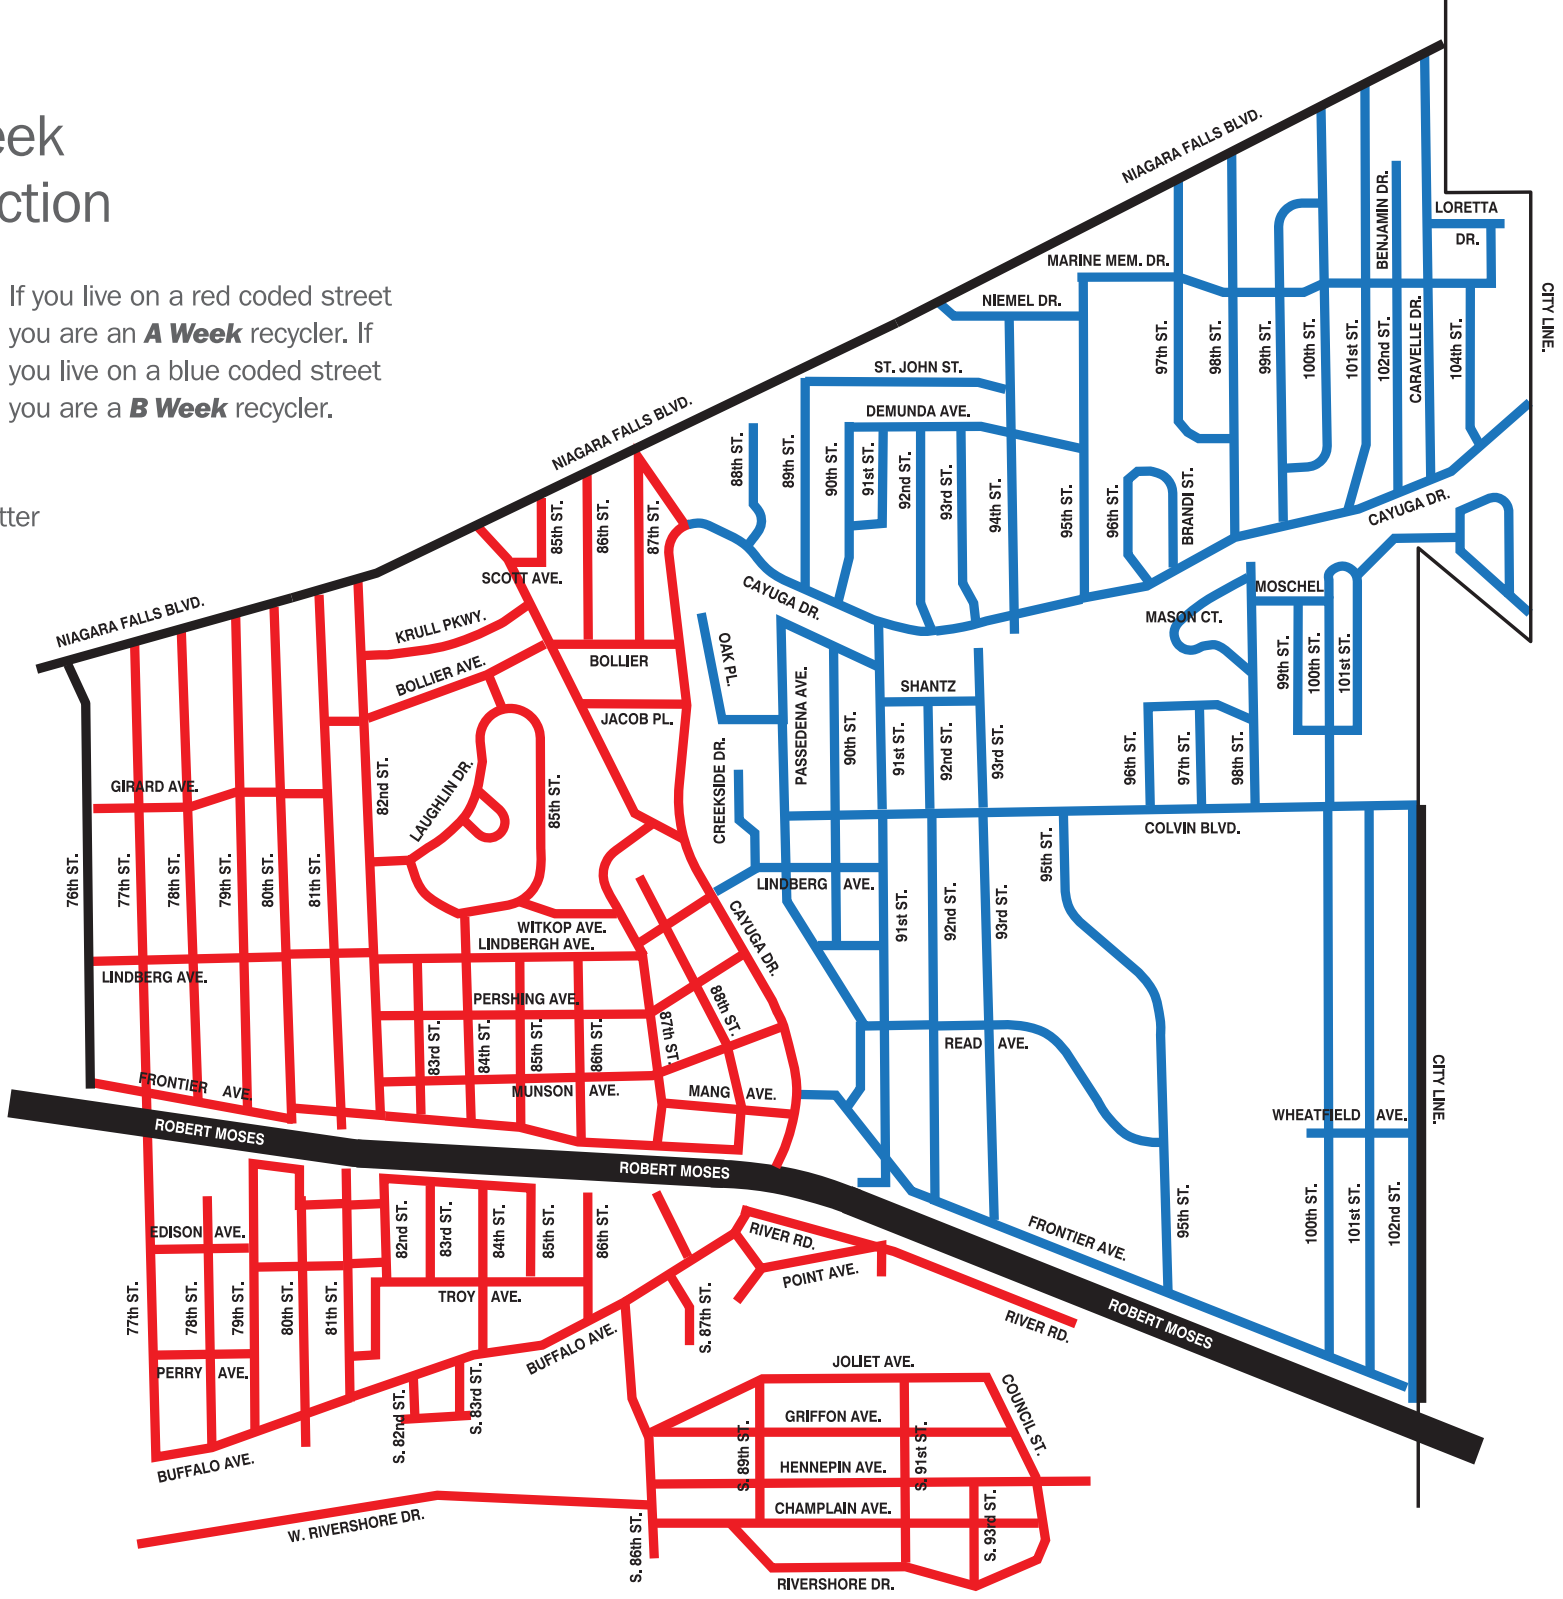 eek
ction
If you live on a red coded street
you are an A Week recycler. If
you live on a blue coded street
you are a B Week recycler.
tter
NIAGARA FALLS BLVD.
LORETTA
DR.
BENJAMIN DR.
MARINE MEM. DR.
NIEMEL DR.
CITY LINE.
97th ST.
98th ST.
99th ST.
100th ST.
101st ST.
102nd ST.
CARAVELLE DR.
104th ST.
ST. JOHN ST.
DEMUNDA AVE.
NIAGARA FALLS BLVD.
88th ST.
89th ST.
90th ST.
91st ST.
92nd ST.
93rd ST.
94th ST.
95th ST.
96th ST.
BRANDI ST.
CAYUGA DR.
85th ST.
86th ST.
87th ST.
SCOTT AVE.
CAYUGA DR.
MOSCHEL
MASON CT.
NIAGARA FALLS BLVD.
KRULL PKWY.
BOLLIER AVE.
BOLLIER
JACOB PL.
OAK PL.
PASSEDENA AVE.
90th ST.
SHANTZ
91st ST.
92nd ST.
93rd ST.
96th ST.
97th ST.
98th ST.
99th ST.
100th ST.
101st ST.
GIRARD AVE.
82nd ST.
LAUGHLIN DR.
85th ST.
CREEKSIDE DR.
COLVIN BLVD.
95th ST.
76th ST.
77th ST.
78th ST.
79th ST.
80th ST.
81th ST.
LINDBERG AVE.
91st ST.
92nd ST.
93rd ST.
WITKOP AVE.
LINDBERGH AVE.
CAYUGA DR.
LINDBERG AVE.
PERSHING AVE.
88th ST.
87th ST.
83rd ST.
84th ST.
85th ST.
86th ST.
READ AVE.
CITY LINE.
FRONTIER AVE.
MUNSON AVE.
MANG AVE.
WHEATFIELD AVE.
ROBERT MOSES
ROBERT MOSES
95th ST.
100th ST.
101st ST.
102nd ST.
EDISON AVE.
82nd ST.
83rd ST.
84th ST.
85th ST.
86th ST.
RIVER RD.
POINT AVE.
FRONTIER AVE.
77th ST.
78th ST.
79th ST.
80th ST.
81th ST.
TROY AVE.
S. 87th ST.
RIVER RD.
ROBERT MOSES
PERRY AVE.
BUFFALO AVE.
JOLIET AVE.
COUNCIL ST.
S. 82nd ST.
S. 83rd ST.
GRIFFON AVE.
S. 89th ST.
S. 91st ST.
BUFFALO AVE.
HENNEPIN AVE.
CHAMPLAIN AVE.
W. RIVERSHORE DR.
S. 86th ST.
S. 93rd ST.
RIVERSHORE DR.